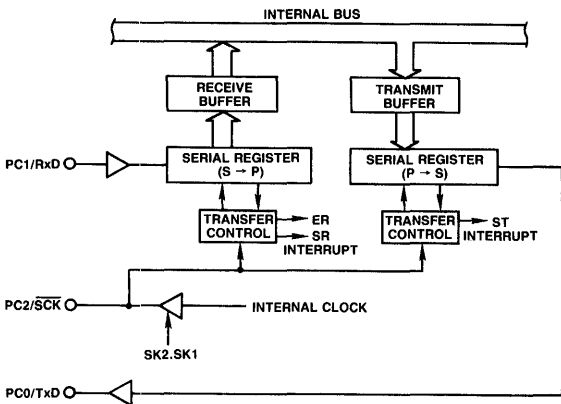 INTERNAL BUS
RECEIVE
BUFFER
TRANSMIT
BUFFER
PC1/RxD
SERIAL REGISTER
(S → P)
SERIAL REGISTER
(P → S)
TRANSFER
CONTROL
ER
SR
INTERRUPT
TRANSFER
CONTROL
ST
INTERRUPT
PC2/S̅C̅K̅
INTERNAL CLOCK
SK2.SK1
PC0/TxD